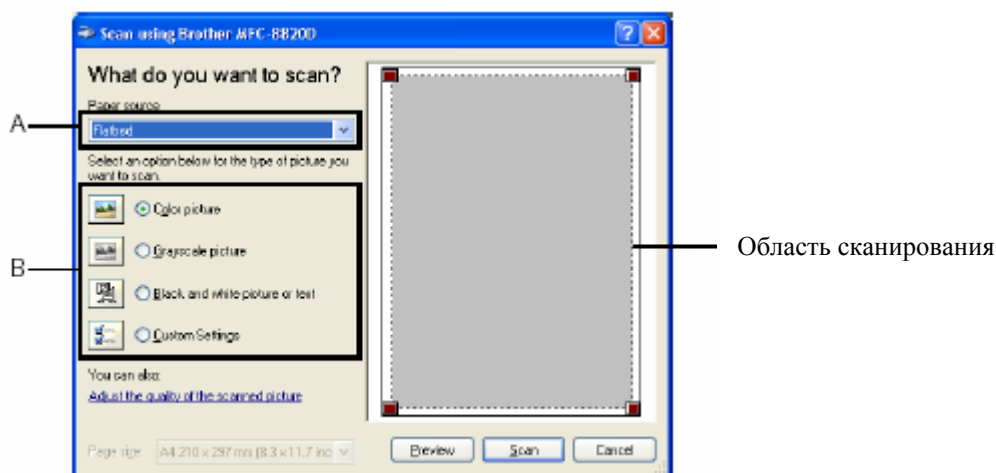 Scan using Brother MFC-8820D
What do you want to scan?
Paper source
A
Flatbed
Select an option below for the type of picture you
want to scan.
B
Color picture
Grayscale picture
Black and white picture or text
Custom Settings
You can also:
Adjust the quality of the scanned picture
Page size: A4 210 x 297 mm (8.3 x 11.7 inc
Preview
Scan
Cancel
Область сканирования